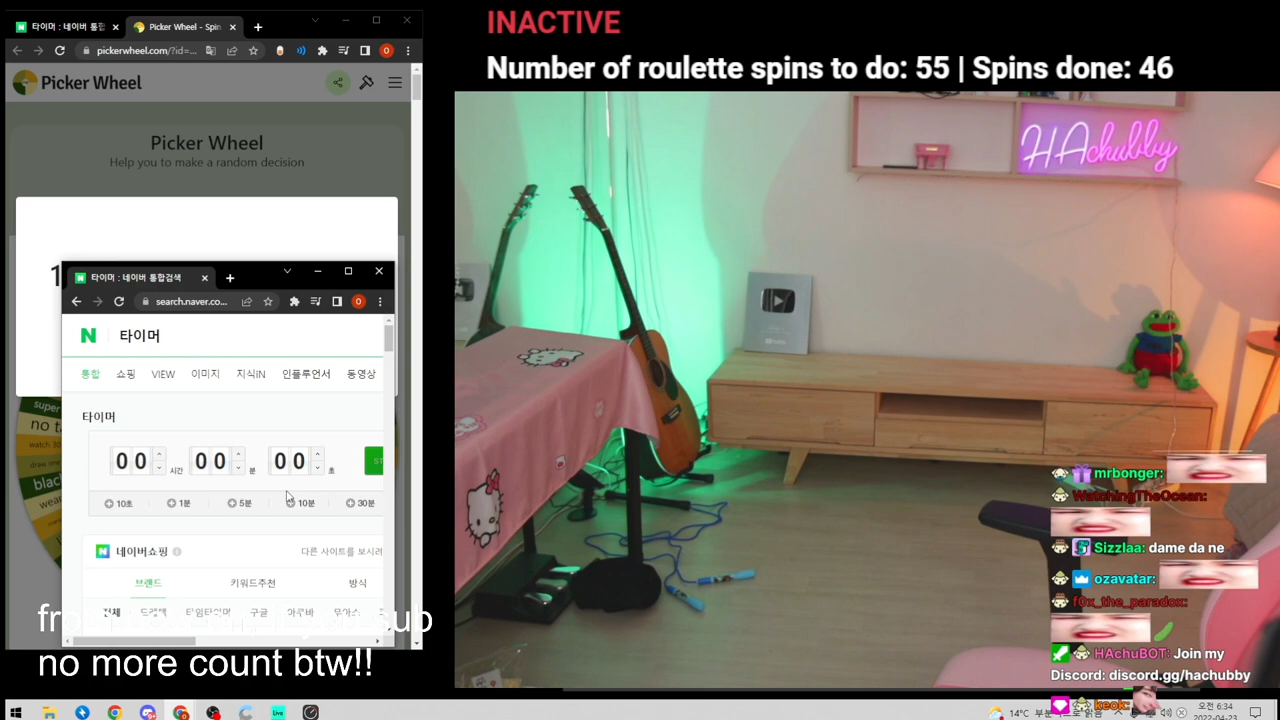 타이머 : 네이버 통합
Picker Wheel - Spin
pickerwheel.com/?id=...
Picker Wheel
Picker Wheel
Help you to make a random decision
타이머 : 네이버 통합검색
search.naver.co...
N 타이머
통합 쇼핑 VIEW 이미지 지식iN 인플루언서 동영상
타이머
00 시간 00 분 00 초
10초 1분 5분 10분 30분
네이버쇼핑
다른 사이트를 보시려
브랜드 키워드추천 방식
전체 구글
sub
no more count btw!!
INACTIVE
Number of roulette spins to do: 55 | Spins done: 46
HAchubby
mrbonger:
WatchingTheOcean:
Sizzlaa: dame da ne
ozavatar:
f0x_the_paradox:
HAchuBOT: Join my
Discord: discord.gg/hachubby
keok:
14°C
오전 6:34